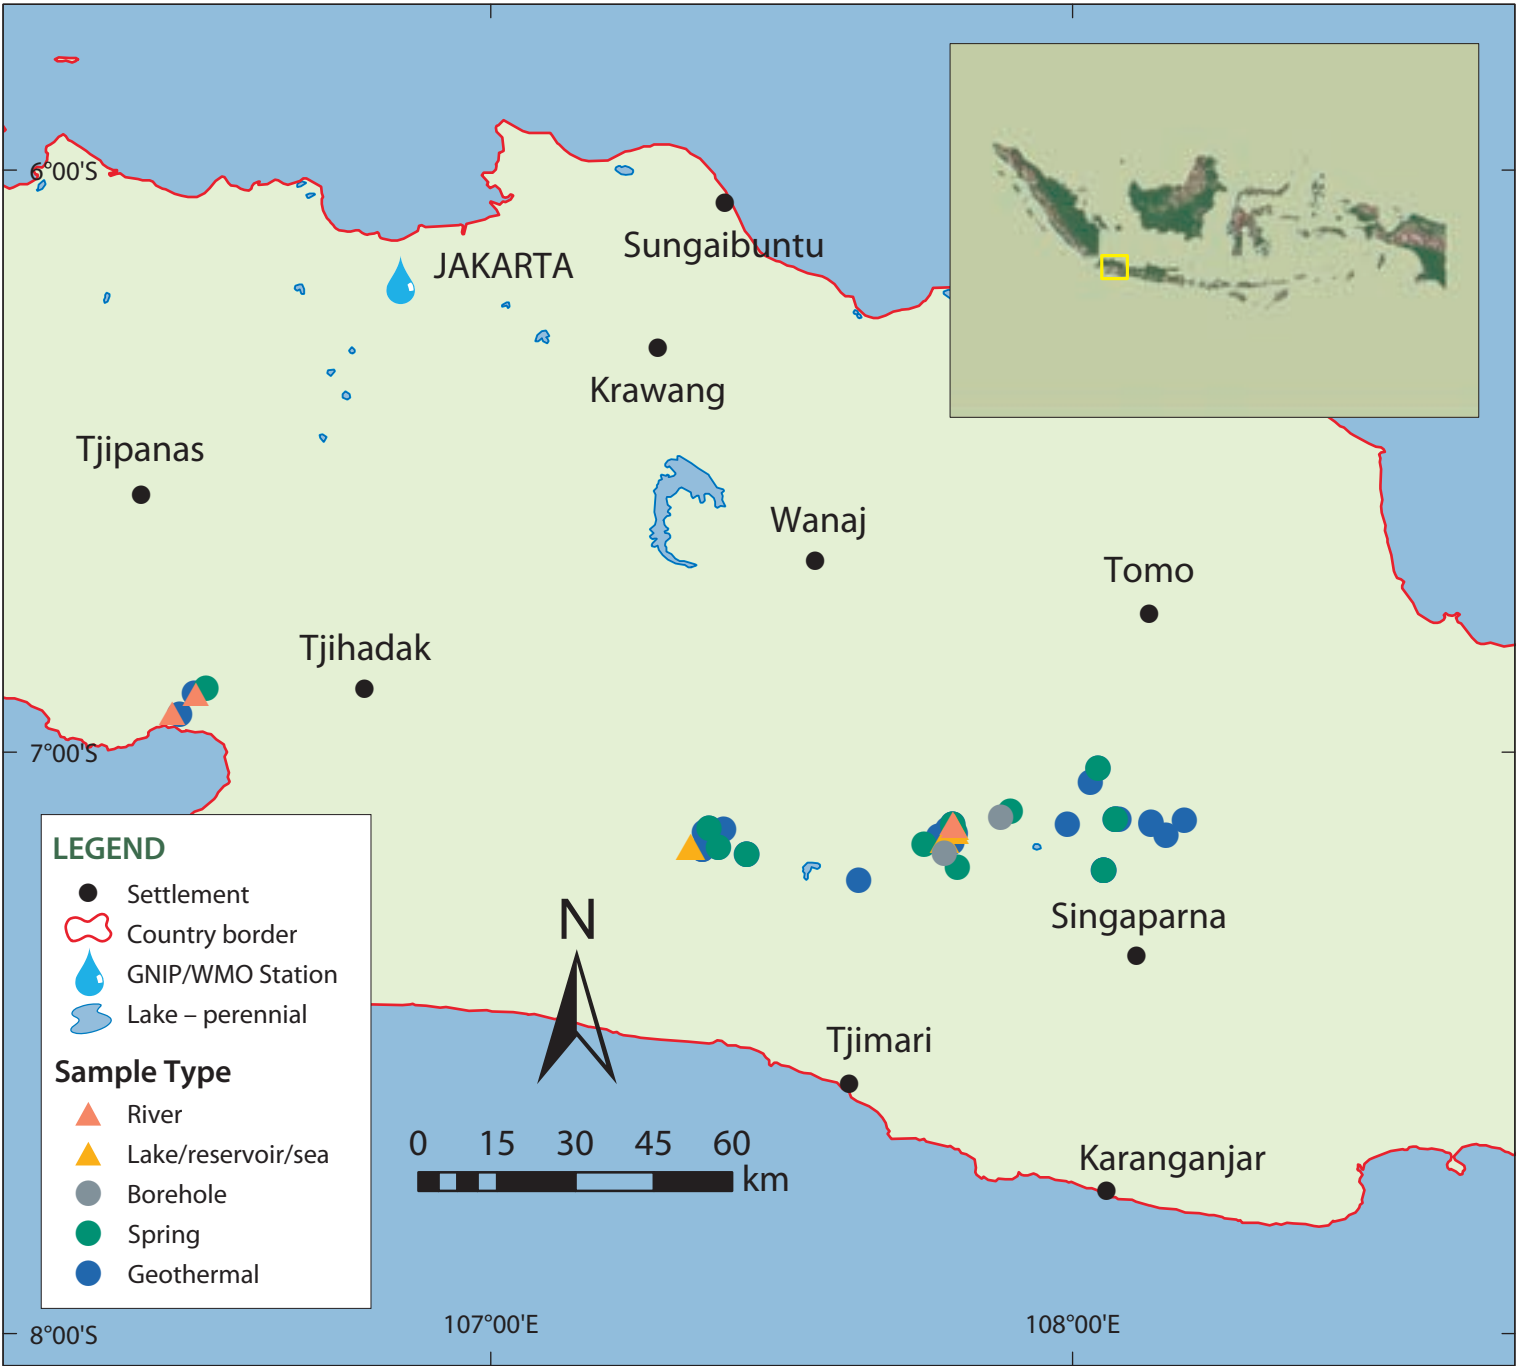 6°00'S
JAKARTA
Sungaibuntu
Krawang
Tjipanas
Wanaj
Tomo
Tjihadak
7°00'S
Singaparna
Tjimari
Karanganjar
LEGEND
Settlement
Country border
GNIP/WMO Station
Lake – perennial
Sample Type
River
Lake/reservoir/sea
Borehole
Spring
Geothermal
N
0 15 30 45 60
km
8°00'S
107°00'E
108°00'E